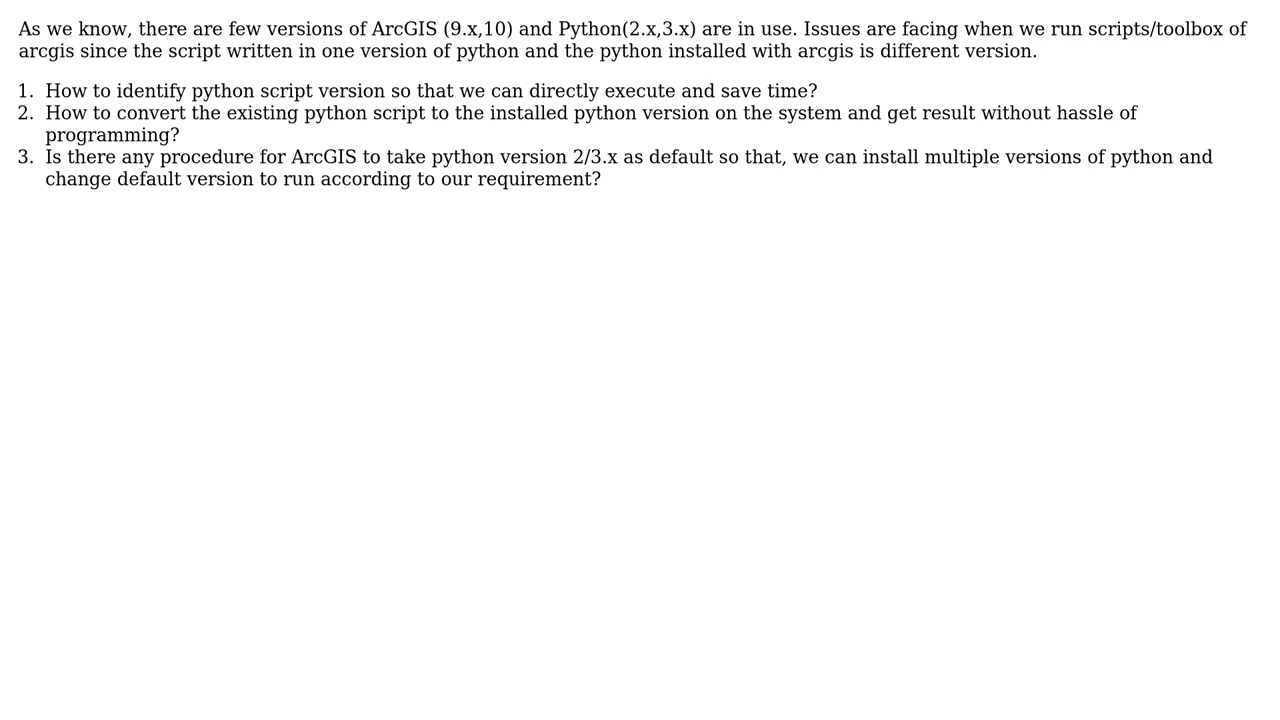 As we know, there are few versions of ArcGIS (9.x,10) and Python(2.x,3.x) are in use. Issues are facing when we run scripts/toolbox of
arcgis since the script written in one version of python and the python installed with arcgis is different version.
1. How to identify python script version so that we can directly execute and save time?
2. How to convert the existing python script to the installed python version on the system and get result without hassle of
programming?
3. Is there any procedure for ArcGIS to take python version 2/3.x as default so that, we can install multiple versions of python and
change default version to run according to our requirement?